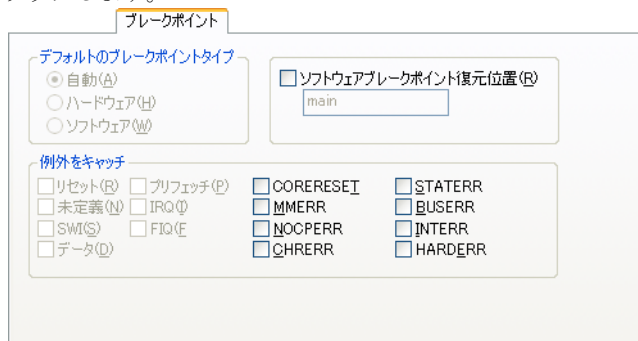 ブレークポイント
デフォルトのブレークポイントタイプ
自動(A)
ハードウェア(H)
ソフトウェア(W)
ソフトウェアブレークポイント復元位置(R)
main
例外をキャッチ
リセット(R) プリフェッチ(P) CORERESET STATERR
未定義(N) IRQ(I) MMERR BUSERR
SWI(S) FIQ(F NOCPERR INTERR
データ(D) CHRERR HARDERR